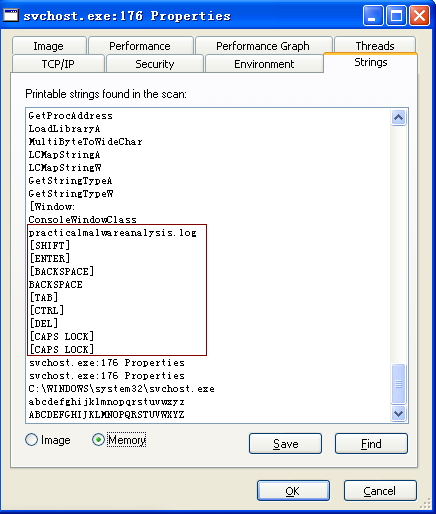 svchost.exe:176 Properties
Image
Performance
Performance Graph
Threads
TCP/IP
Security
Environment
Strings
Printable strings found in the scan:
GetProcAddress
LoadLibraryA
MultiByteToWideChar
LCMapStringA
LCMapStringW
GetStringTypeA
GetStringTypeW
[Window:
ConsoleWindowClass
practicalmalwareanalysis.log
[SHIFT]
[ENTER]
[BACKSPACE]
BACKSPACE
[TAB]
[CTRL]
[DEL]
[CAPS LOCK]
[CAPS LOCK]
svchost.exe:176 Properties
svchost.exe:176 Properties
C:\WINDOWS\system32\svchost.exe
abcdefghijklmnopqrstuvwxyz
ABCDEFGHIJKLMNOPQRSTUVWXYZ
Image
Memory
Save
Find
OK
Cancel